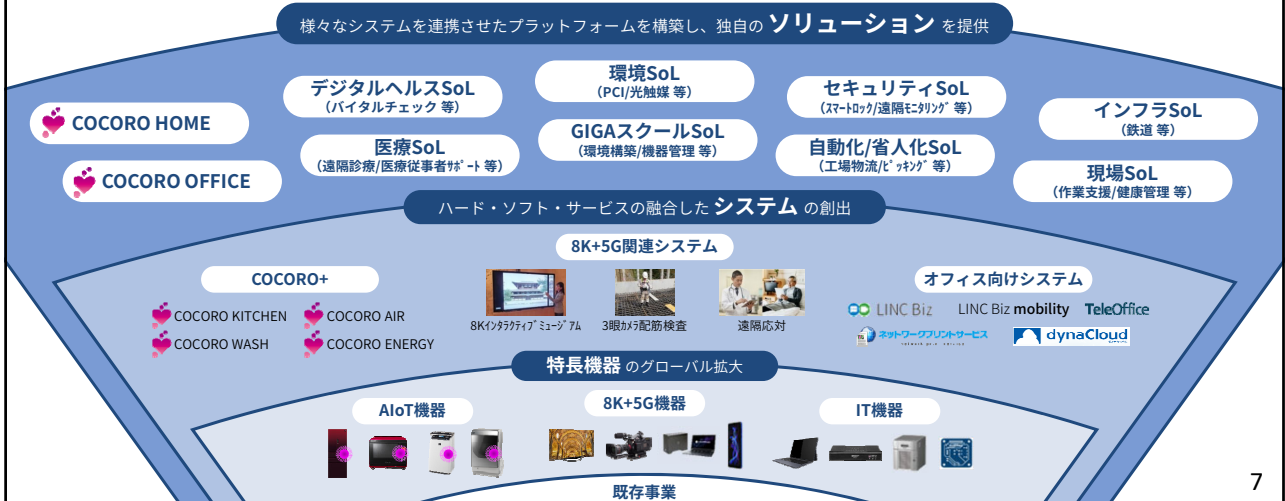 様々なシステムを連携させたプラットフォームを構築し、独自の ソリューション を提供
デジタルヘルスSoL
(バイタルチェック 等)
環境SoL
(PCI/光触媒 等)
セキュリティSoL
(スマートロック/遠隔モニタリング 等)
インフラSoL
(鉄道 等)
COCORO HOME
医療SoL
(遠隔診療/医療従事者サポート 等)
GIGAスクールSoL
(環境構築/機器管理 等)
自動化/省人化SoL
(工場物流/ピッキング 等)
現場SoL
(作業支援/健康管理 等)
COCORO OFFICE
ハード・ソフト・サービスの融合した システム の創出
8K+5G関連システム
COCORO+
オフィス向けシステム
COCORO KITCHEN
COCORO AIR
COCORO WASH
COCORO ENERGY
8Kインタラクティブミュージアム
3眼カメラ配筋検査
遠隔応対
LINC Biz
LINC Biz mobility
TeleOffice
ネットワークプリントサービス
dynaCloud
特長機器 のグローバル拡大
AIoT機器
8K+5G機器
IT機器
既存事業
7